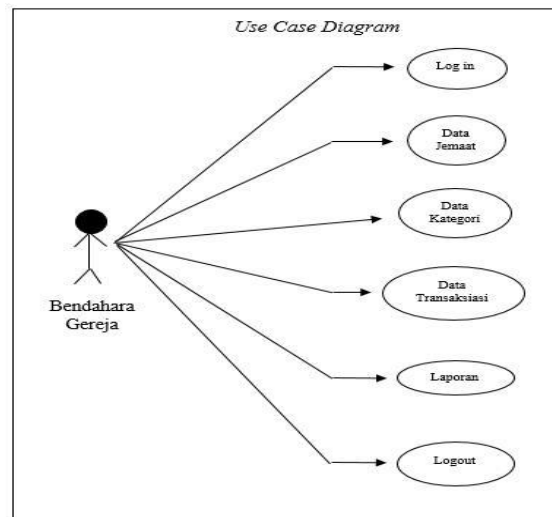 Use Case Diagram
Log in
Data
Jemaat
Data
Kategori
Data
Transaksiasi
Bendahara
Gereja
Laporan
Logout